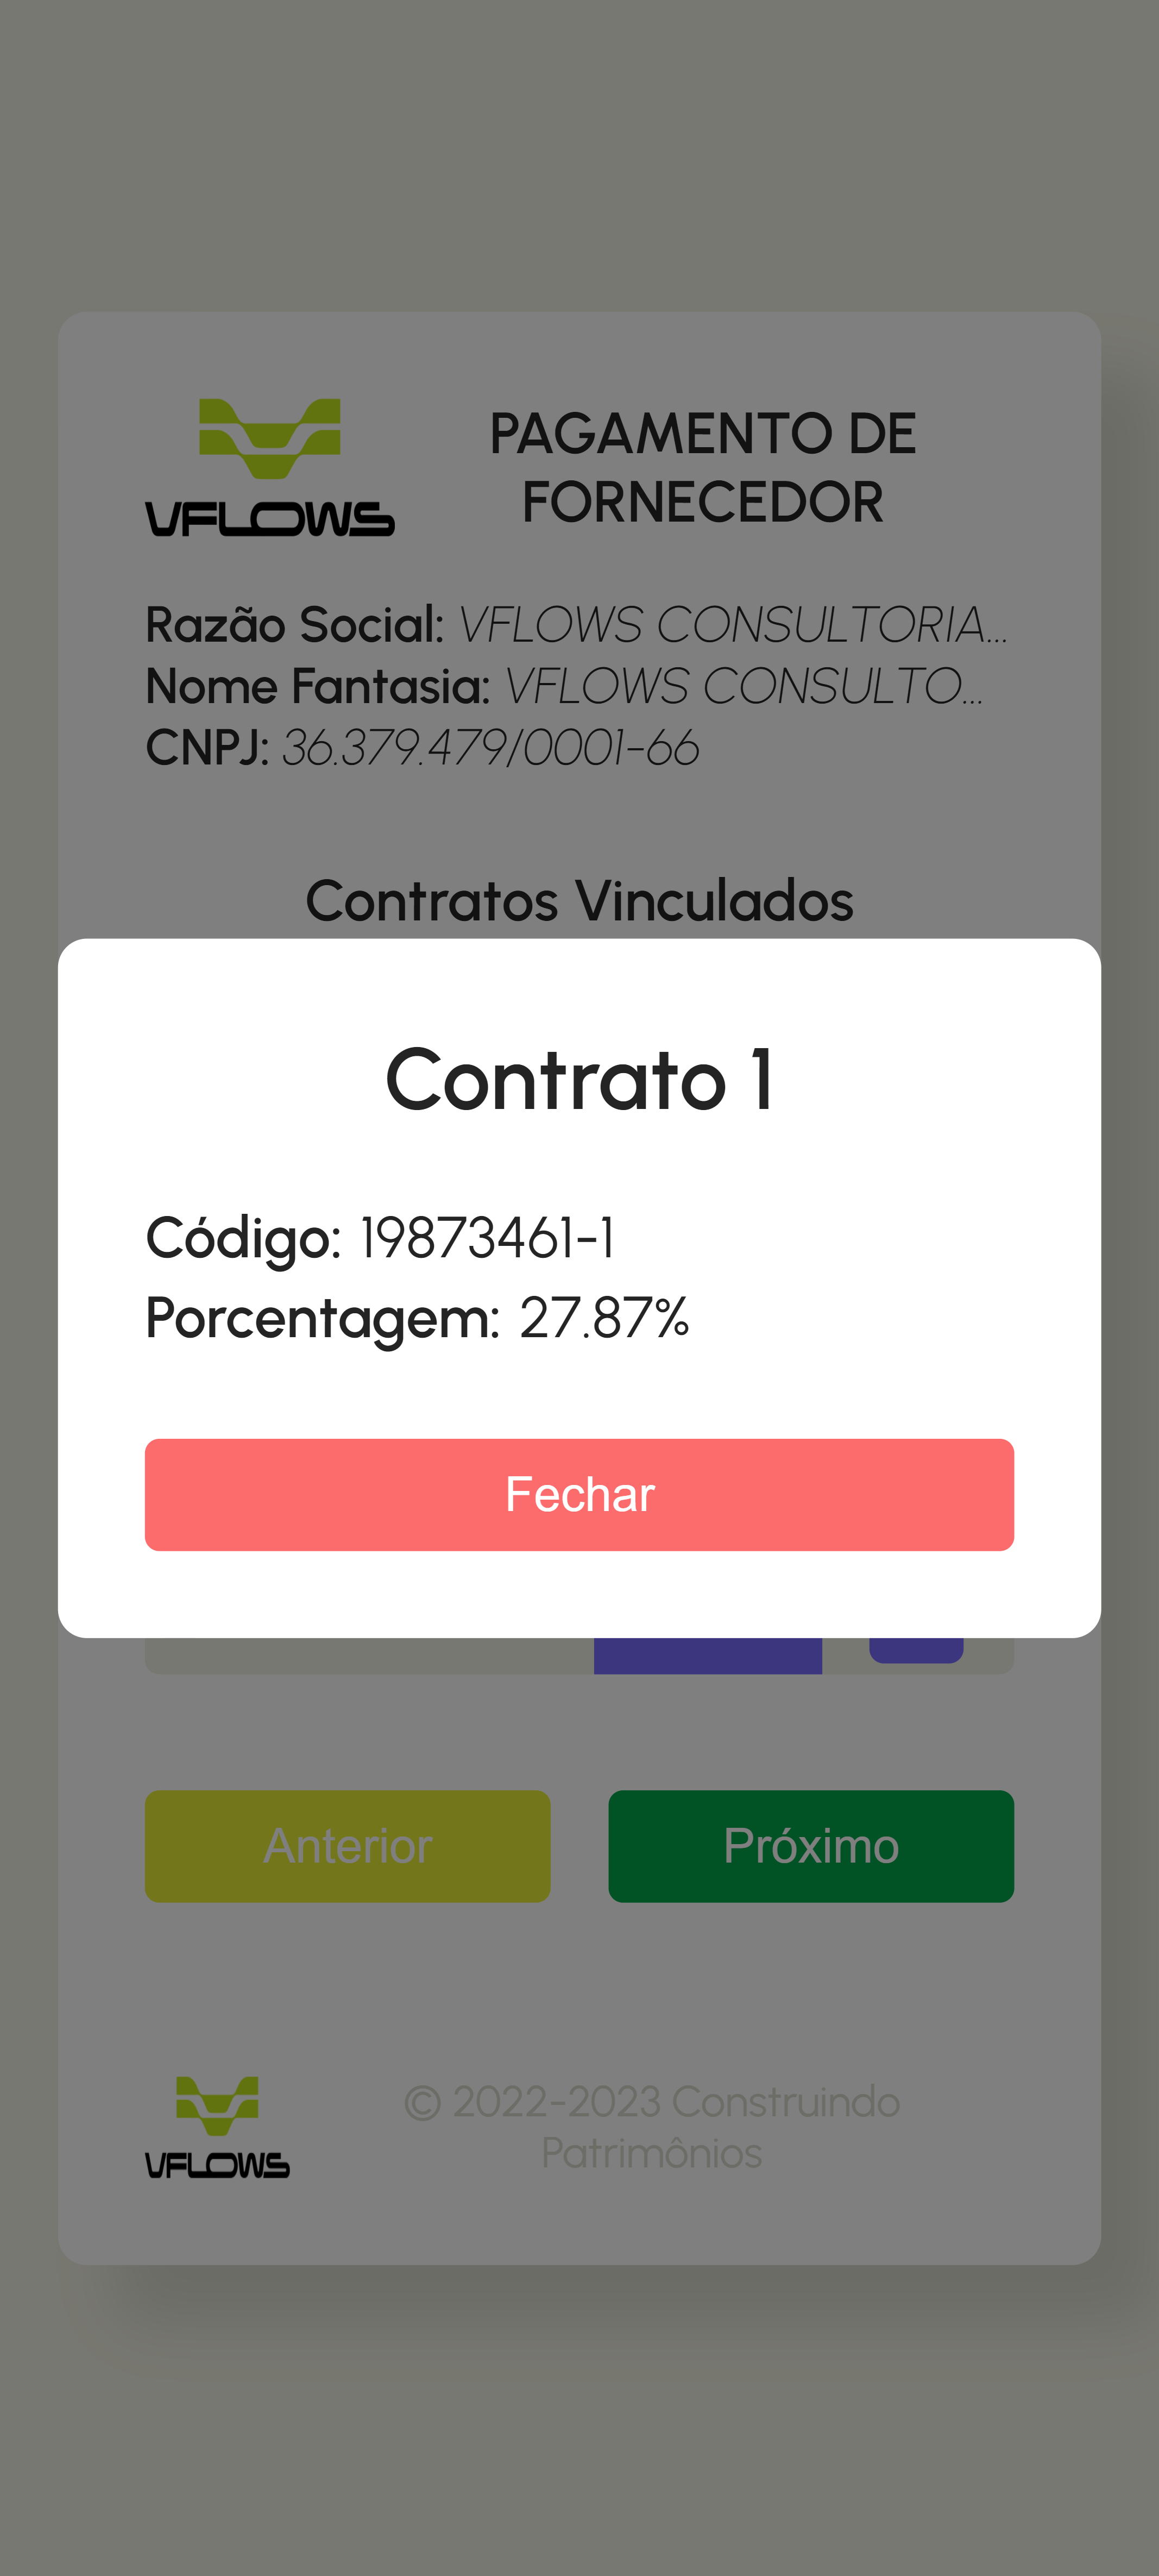 VFLOWS
PAGAMENTO DE
FORNECEDOR
Razão Social: VFLOWS CONSULTORIA...
Nome Fantasia: VFLOWS CONSULTO...
CNPJ: 36.379.479/0001-66
Contratos Vinculados
Contrato 1
Código: 19873461-1
Porcentagem: 27.87%
Fechar
Anterior
Próximo
VFLOWS
© 2022-2023 Construindo
Patrimônios